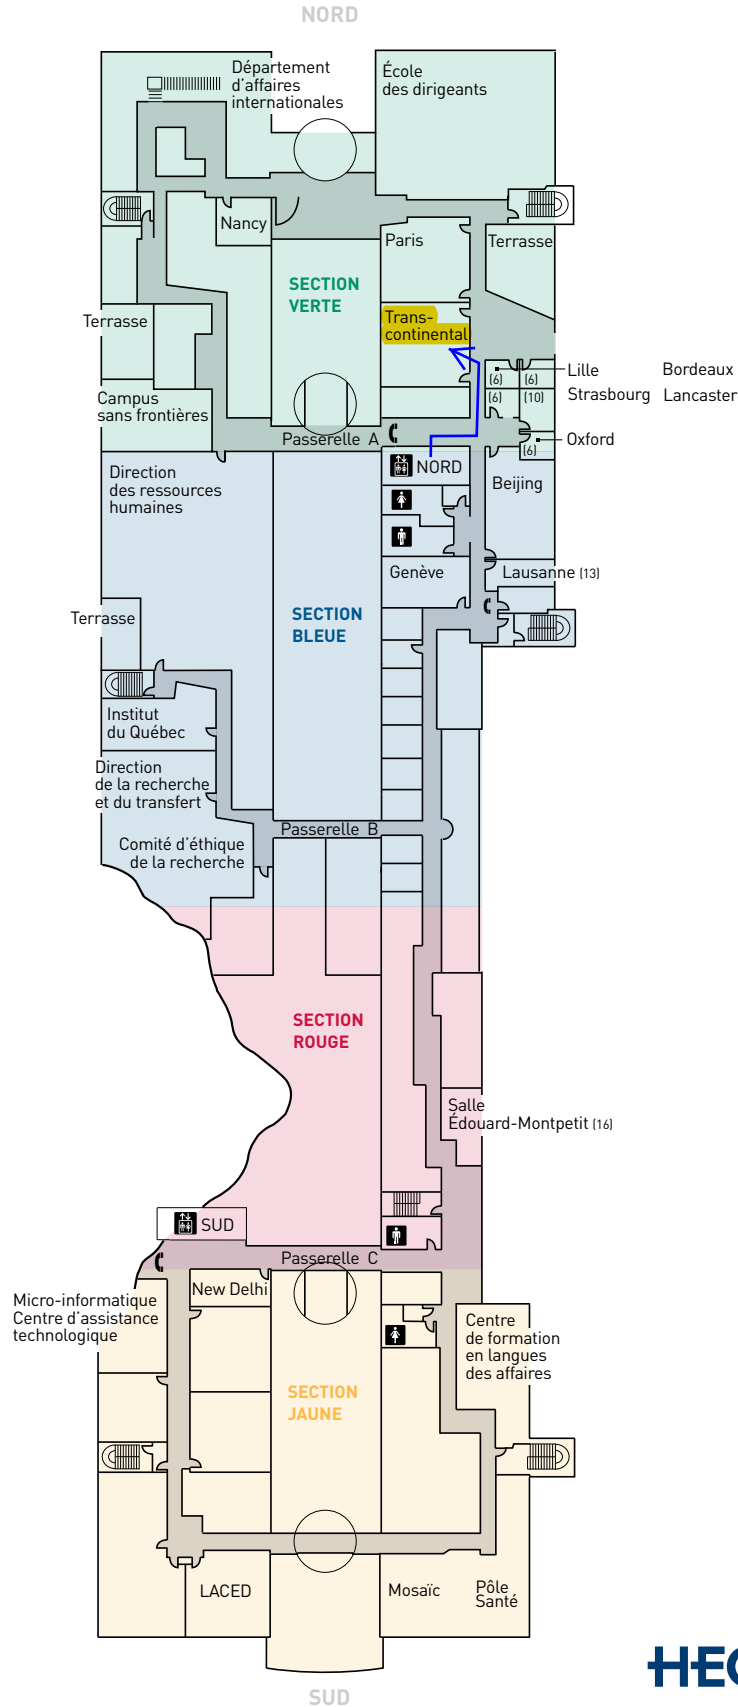 NORD
Département
d'affaires
internationales
École
des dirigeants
Nancy
Paris
Terrasse
SECTION
VERTE
Terrasse
Trans-
continental
Lille
Bordeaux
(6)
(6)
Campus
sans frontières
(6)
(10)
Strasbourg
Lancaster
Passerelle A
Oxford
(6)
NORD
Direction
des ressources
humaines
Beijing
Genève
Lausanne (13)
Terrasse
SECTION
BLEUE
Institut
du Québec
Direction
de la recherche
et du transfert
Passerelle B
Comité d'éthique
de la recherche
SECTION
ROUGE
Salle
Édouard-Montpetit (16)
SUD
Passerelle C
New Delhi
Micro-informatique
Centre d'assistance
technologique
Centre
de formation
en langues
des affaires
SECTION
JAUNE
LACED
Mosaïc
Pôle
Santé
HEC
SUD